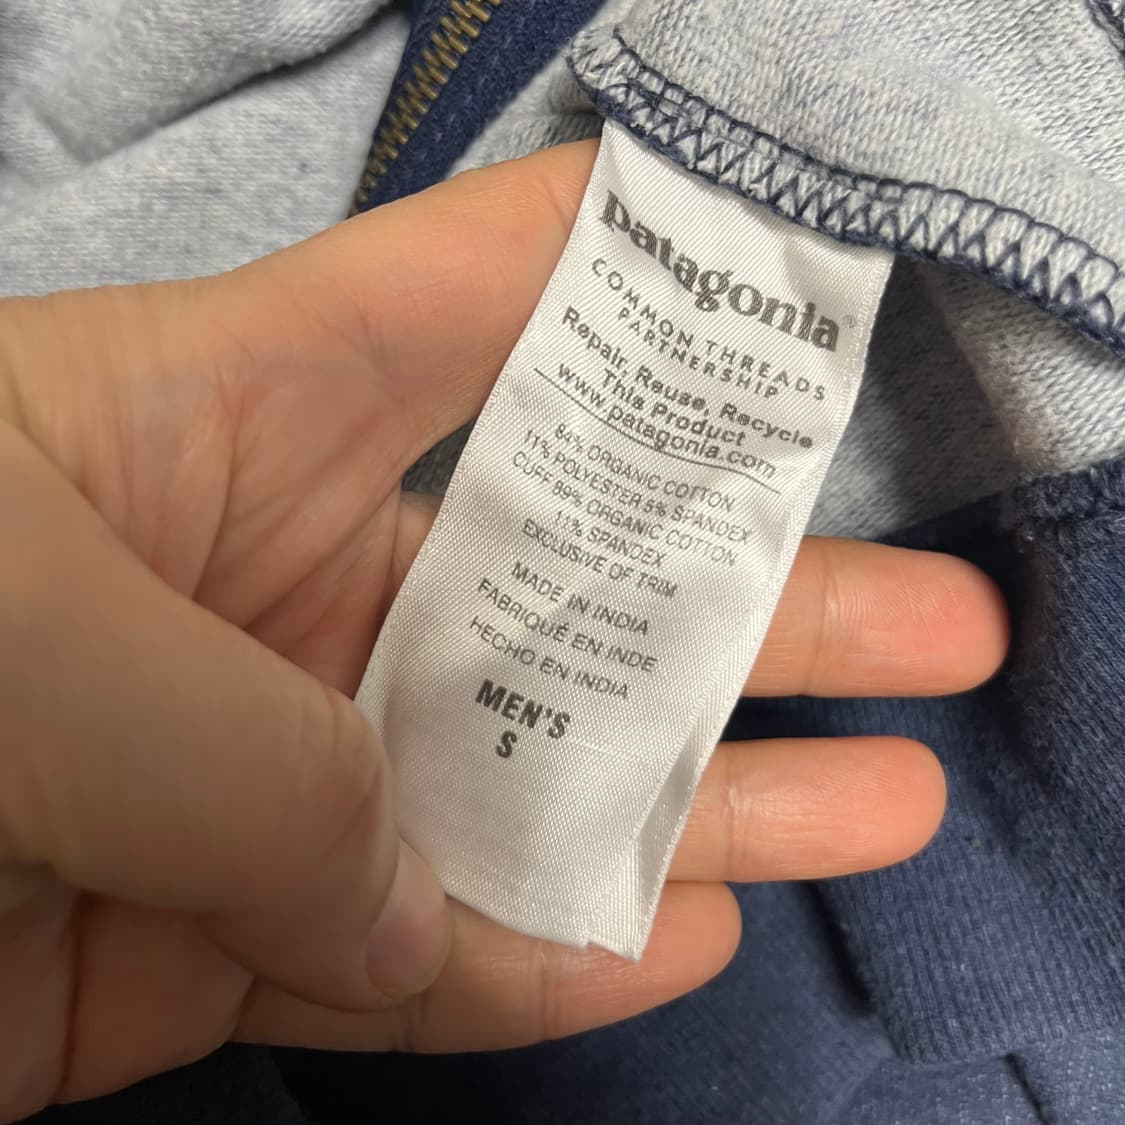 patagonia®
COMMON THREADS
PARTNERSHIP
Repair, Reuse, Recycle
This Product
www.patagonia.com
84% ORGANIC COTTON
11% POLYESTER 5% SPANDEX
CUFF 89% ORGANIC COTTON
11% SPANDEX
EXCLUSIVE OF TRIM
MADE IN INDIA
FABRIQUÉ EN INDE
HECHO EN INDIA
MEN'S
S